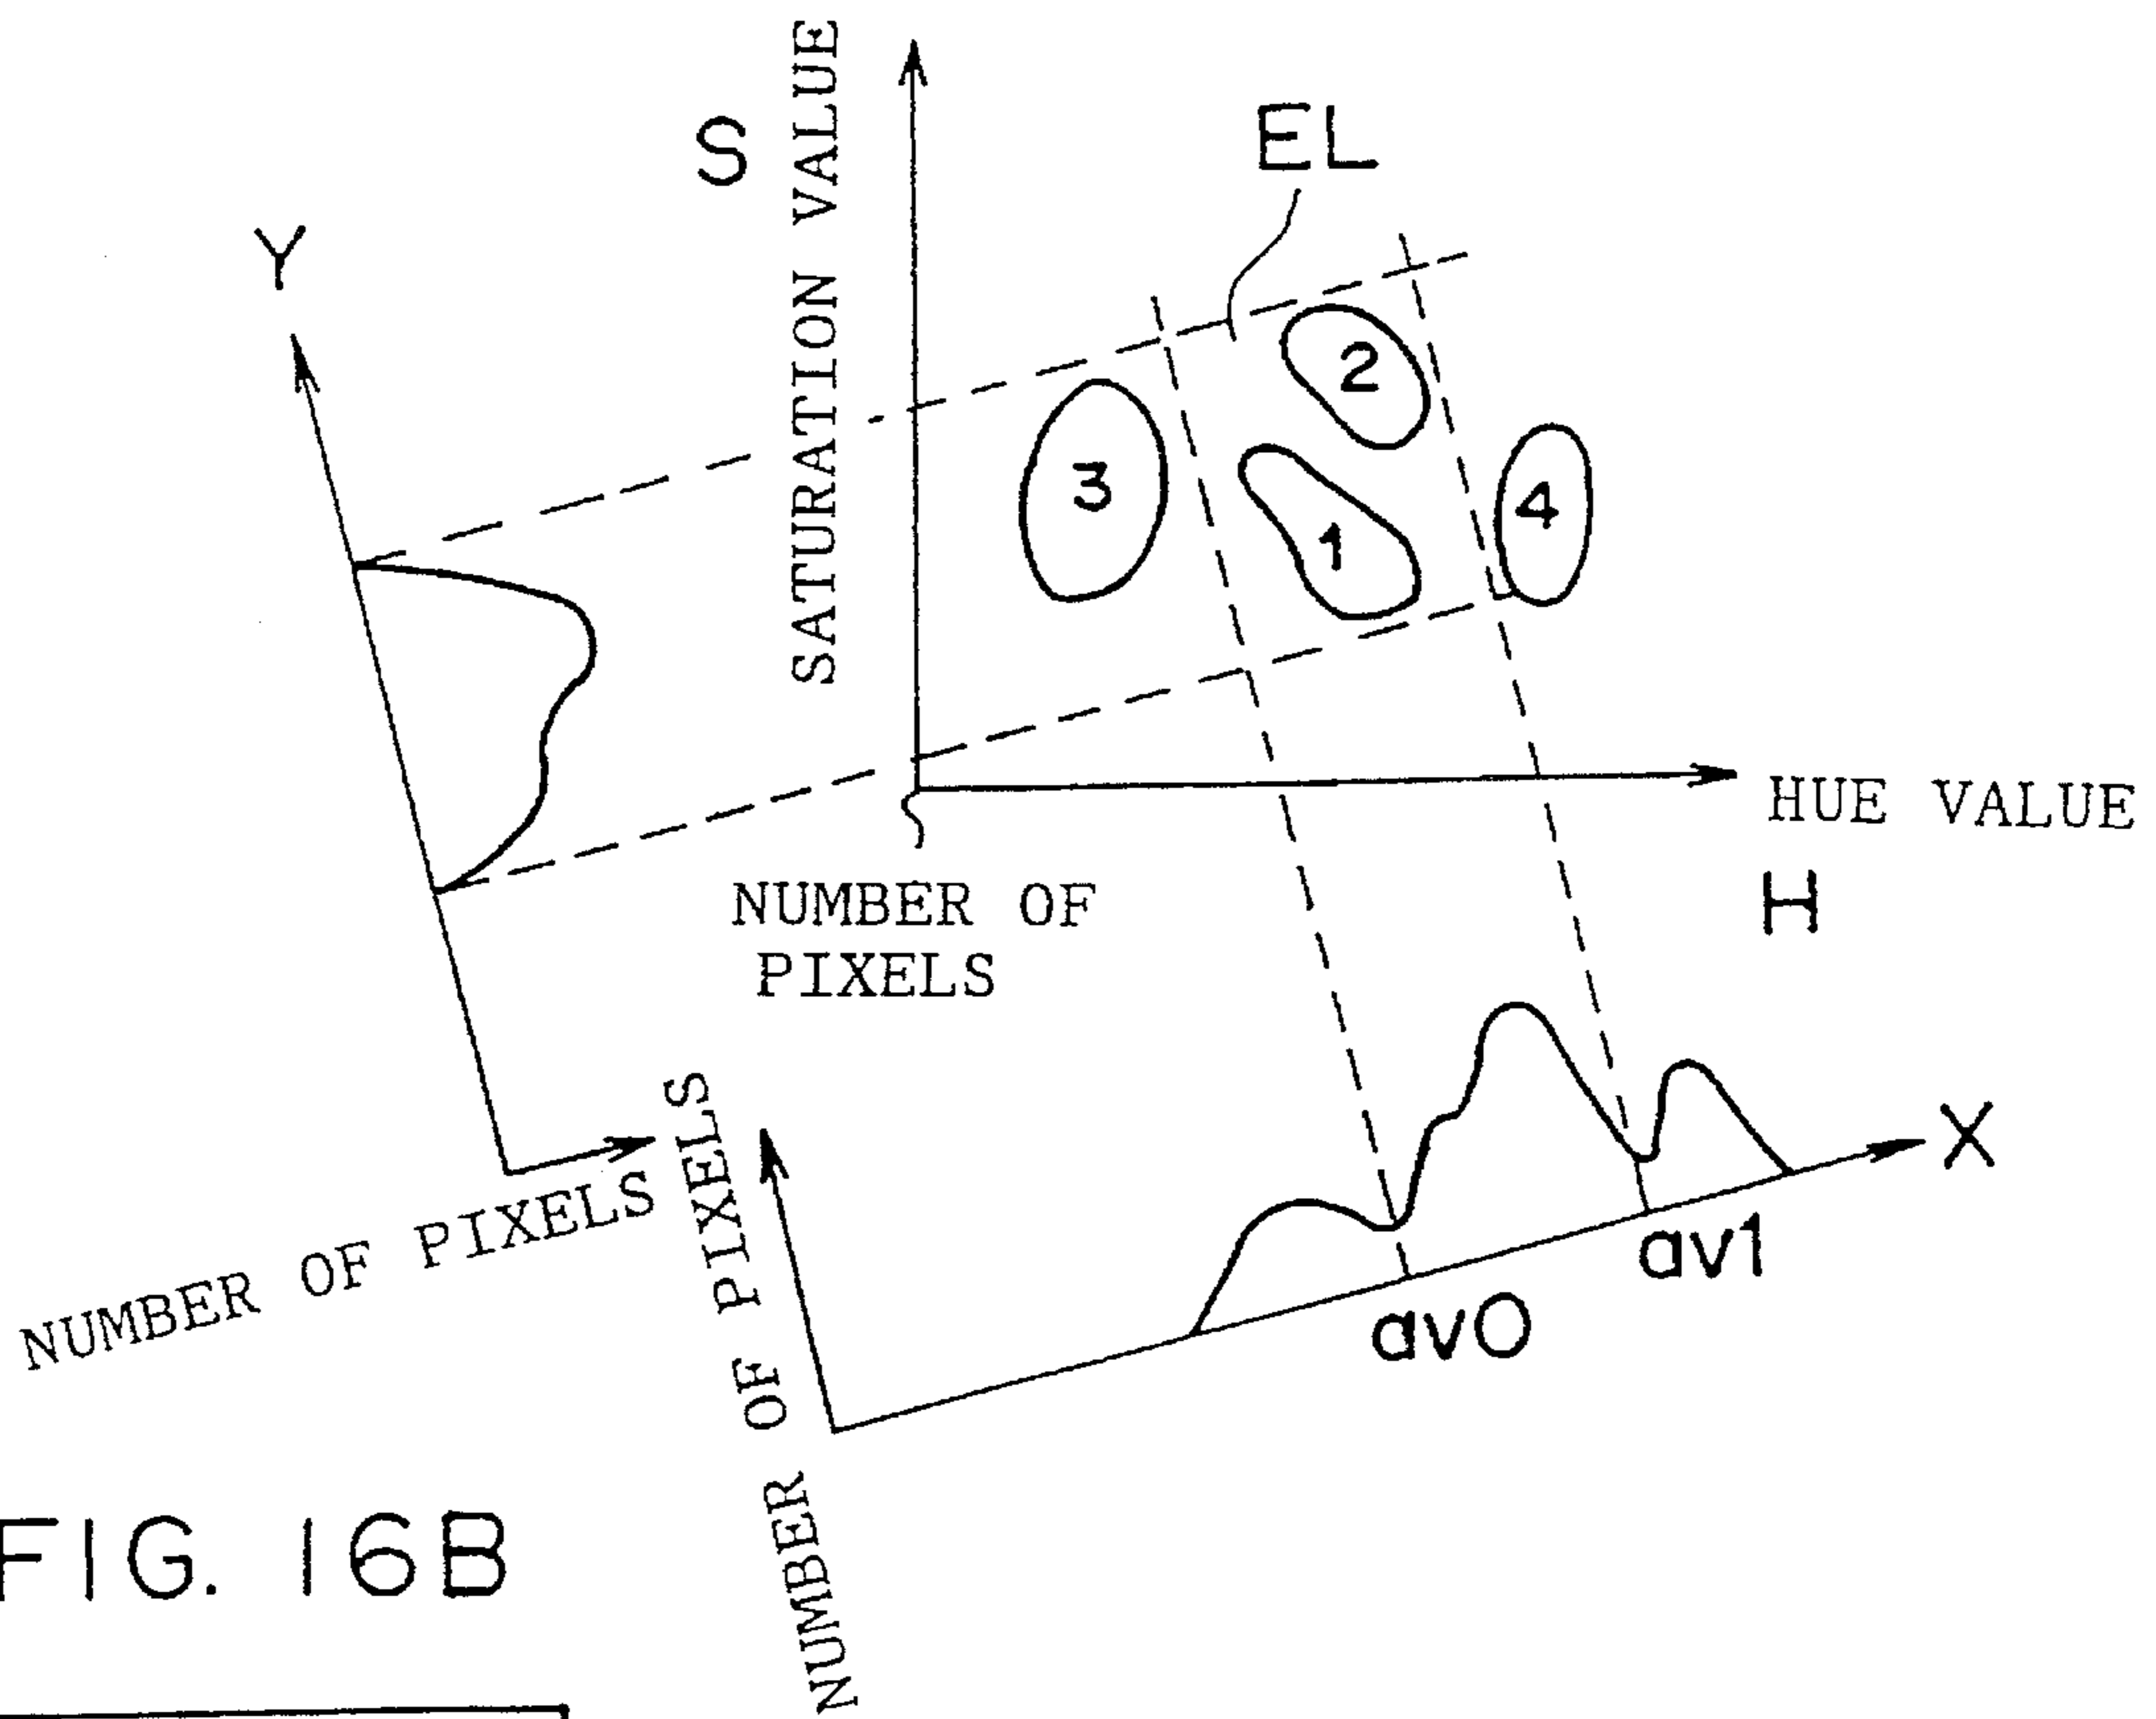 S
SATURATION VALUE
EL
Y
2
3
4
1
HUE VALUE
H
NUMBER OF
PIXELS
NUMBER OF PIXELS
NUMBER OF PIXELS
X
av1
av0
FIG. 16B